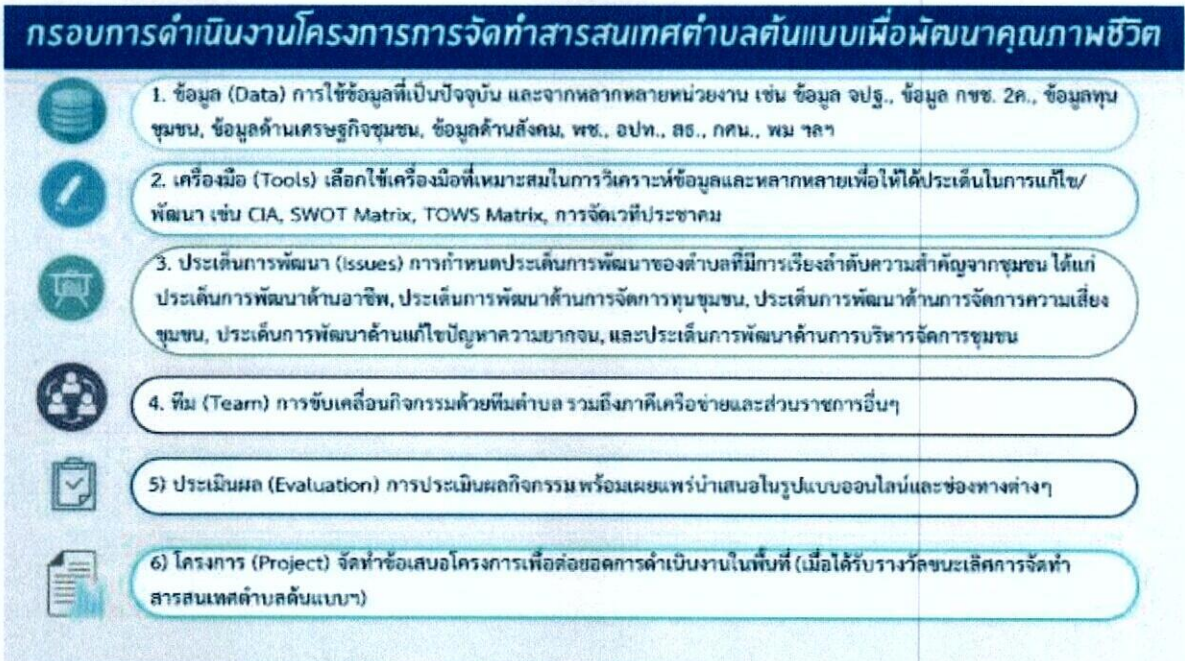 กรอบการดำเนินงานโครงการการจัดทำสารสนเทศตำบลต้นแบบเพื่อพัฒนาคุณภาพชีวิต
1. ข้อมูล (Data) การใช้ข้อมูลที่เป็นปัจจุบัน และจากหลากหลายหน่วยงาน เช่น ข้อมูล จปฐ., ข้อมูล กชช. 2ค., ข้อมูลทุน
ชุมชน, ข้อมูลด้านเศรษฐกิจชุมชน, ข้อมูลด้านสังคม, พช., อปท., สธ., กศน., พม ฯลฯ
2. เครื่องมือ (Tools) เลือกใช้เครื่องมือที่เหมาะสมในการวิเคราะห์ข้อมูลและหลากหลายเพื่อให้ได้ประเด็นในการแก้ไข/
พัฒนา เช่น CIA, SWOT Matrix, TOWS Matrix, การจัดเวทีประชาคม
3. ประเด็นการพัฒนา (Issues) การกำหนดประเด็นการพัฒนาของตำบลที่มีการเรียงลำดับความสำคัญจากชุมชน ได้แก่
ประเด็นการพัฒนาด้านอาชีพ, ประเด็นการพัฒนาด้านการจัดการทุนชุมชน, ประเด็นการพัฒนาด้านการจัดการความเสี่ยง
ชุมชน, ประเด็นการพัฒนาด้านแก้ไขปัญหาความยากจน, และประเด็นการพัฒนาด้านการบริหารจัดการชุมชน
4. ทีม (Team) การขับเคลื่อนกิจกรรมด้วยทีมตำบล รวมถึงภาคีเครือข่ายและส่วนราชการอื่นๆ
5) ประเมินผล (Evaluation) การประเมินผลกิจกรรม พร้อมเผยแพร่นำเสนอในรูปแบบออนไลน์และช่องทางต่างๆ
6) โครงการ (Project) จัดทำข้อเสนอโครงการเพื่อต่อยอดการดำเนินงานในพื้นที่ (เมื่อได้รับรางวัลชนะเลิศการจัดทำ
สารสนเทศตำบลต้นแบบฯ)